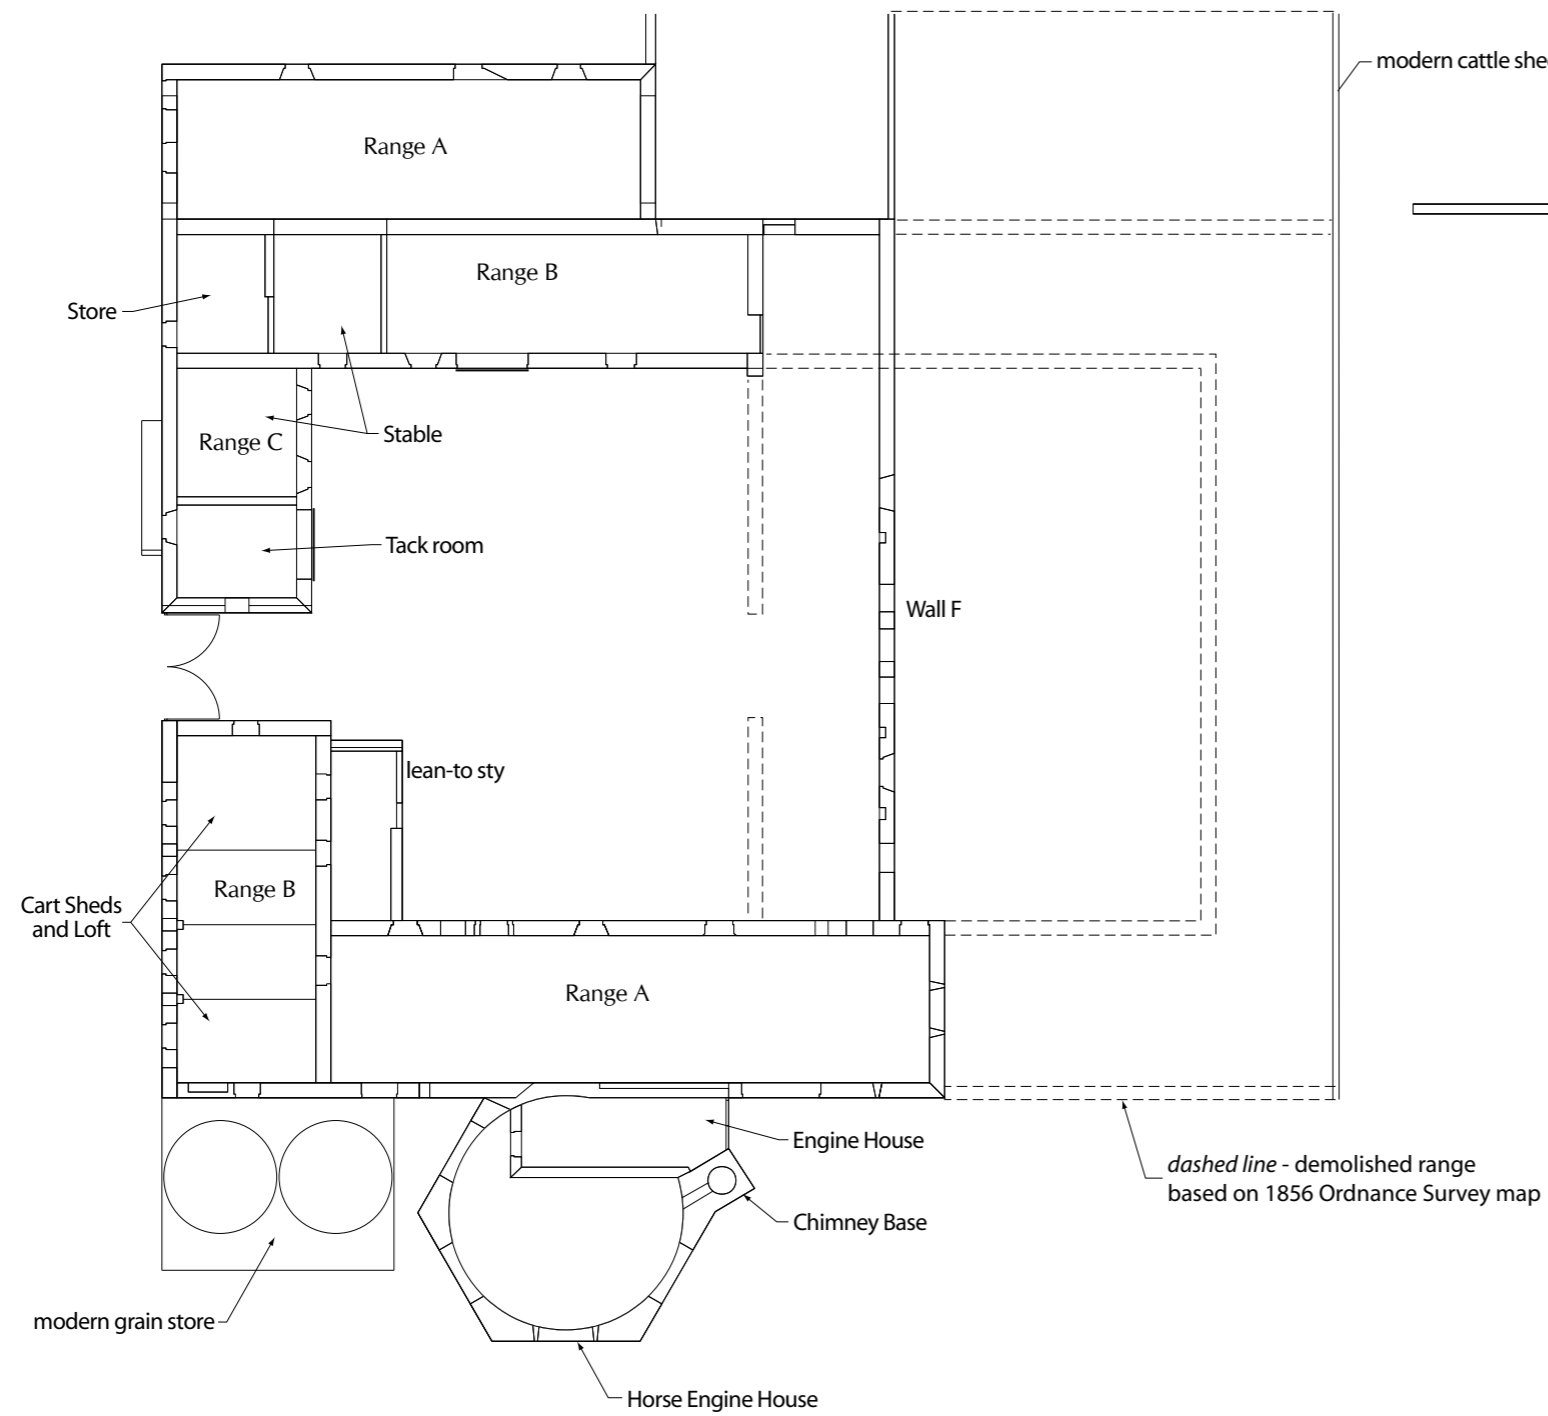 modern cattle she
Range A
Range B
Store
Stable
Range C
Tack room
Wall F
lean-to sty
Range B
Cart Sheds
and Loft
Range A
Engine House
dashed line - demolished range
based on 1856 Ordnance Survey map
Chimney Base
modern grain store
Horse Engine House